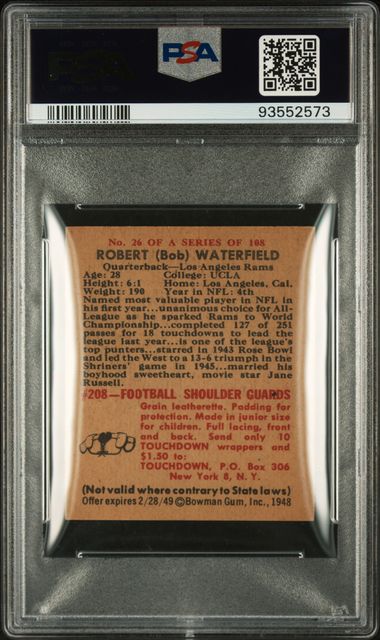 PSA
PSA
93552573
No. 26 OF A SERIES OF 108
ROBERT (Bob) WATERFIELD
Quarterback—Los Angeles Rams
Age: 28 College: UCLA
Height: 6:1 Home: Los Angeles, Cal.
Weight: 190 Year in NFL: 4th
Named most valuable player in NFL in
his first year...unanimous choice for All-
League as he sparked Rams to World
Championship...completed 127 of 251
passes for 18 touchdowns to lead the
league last year...is one of the league's
top punters...starred in 1943 Rose Bowl
and led the West to a 13-6 triumph in the
Shriners' game in 1945...married his
boyhood sweetheart, movie star Jane
Russell.
#208—FOOTBALL SHOULDER GUARDS
Grain leatherette. Padding for
protection. Made in junior size
for children. Full lacing, front
and back. Send only 10
TOUCHDOWN wrappers and
$1.50 to:
TOUCHDOWN, P.O. Box 306
New York 8, N. Y.
(Not valid where contrary to State laws)
Offer expires 2/28/49 ©Bowman Gum, Inc., 1948